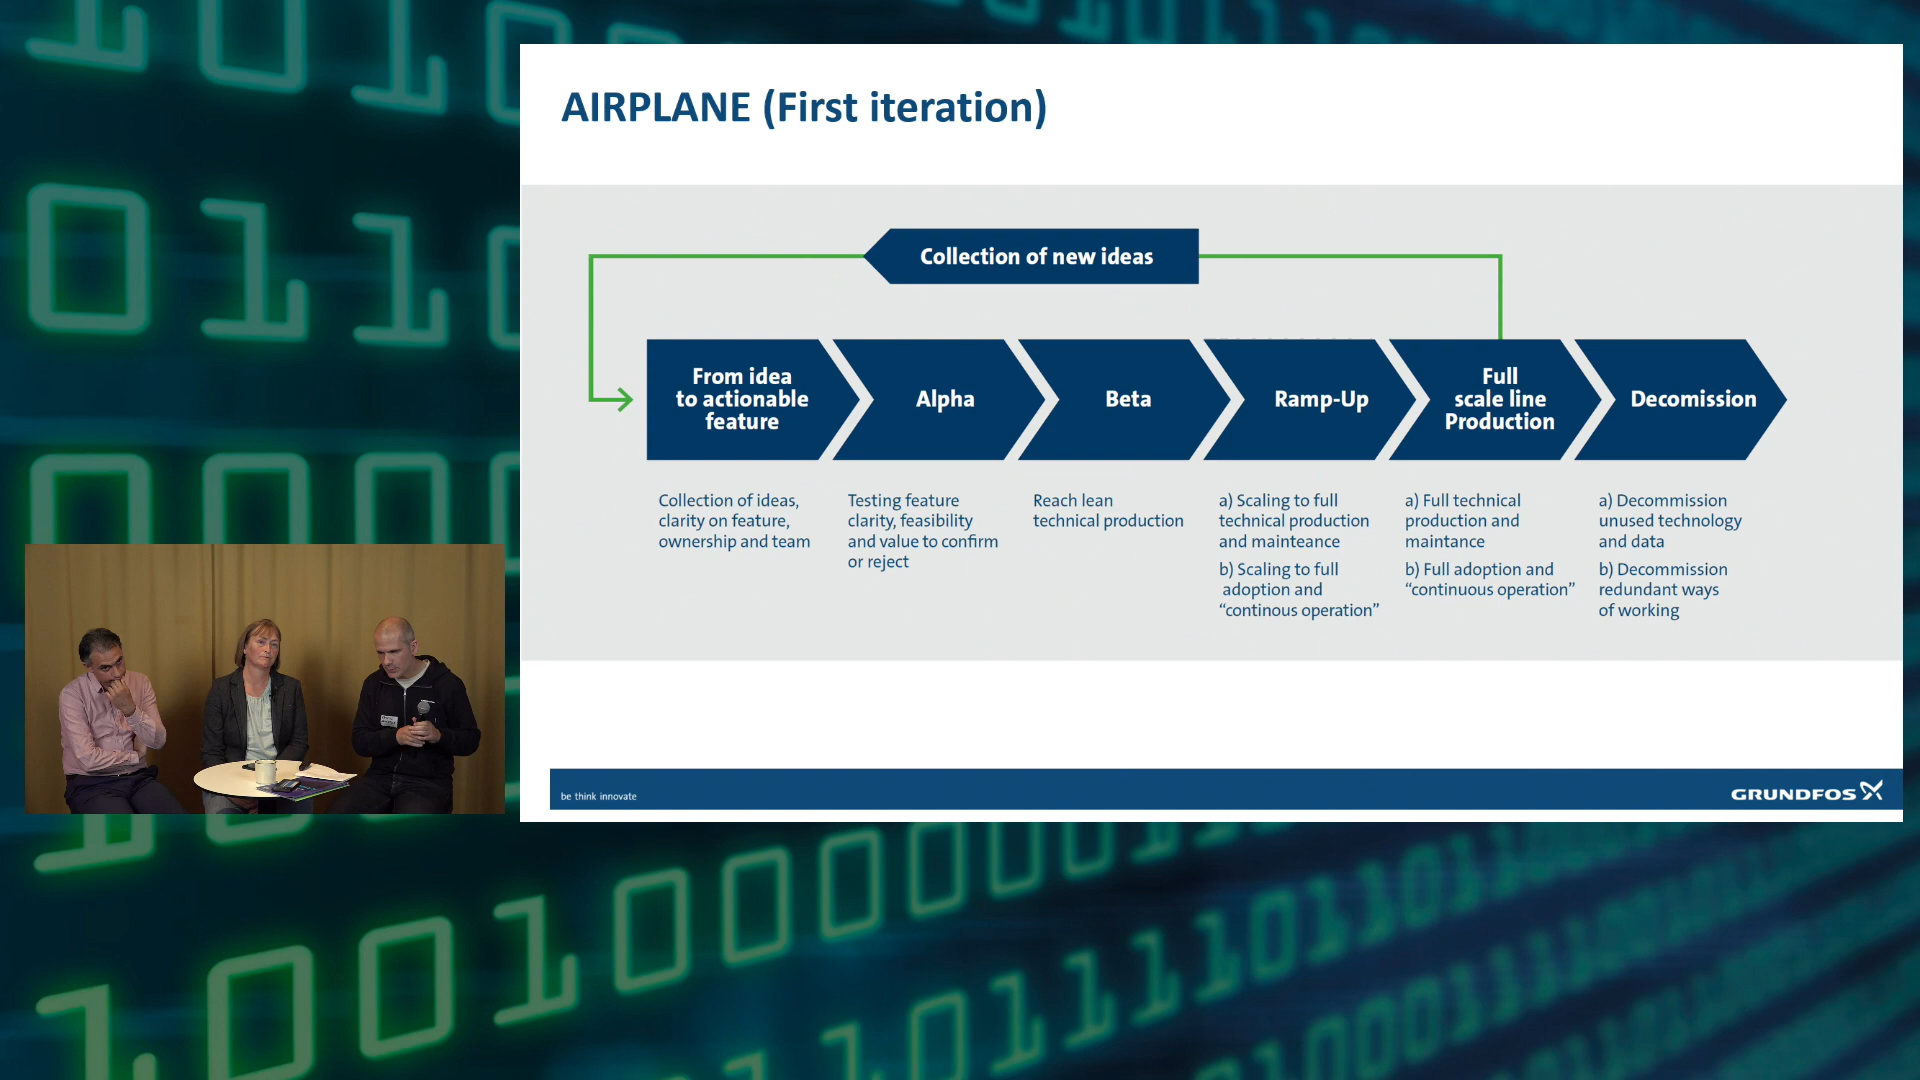 AIRPLANE (First iteration)
Collection of new ideas
From idea
to actionable
feature
Alpha
Beta
Ramp-Up
Full
scale line
Production
Decomission
Collection of ideas,
clarity on feature,
ownership and team
Testing feature
clarity, feasibility
and value to confirm
or reject
Reach lean
technical production
a) Scaling to full
technical production
and mainteance
b) Scaling to full
adoption and
“continous operation”
a) Full technical
production and
maintance
b) Full adoption and
“continuous operation”
a) Decommission
unused technology
and data
b) Decommission
redundant ways
of working
be think innovate
GRUNDFOS